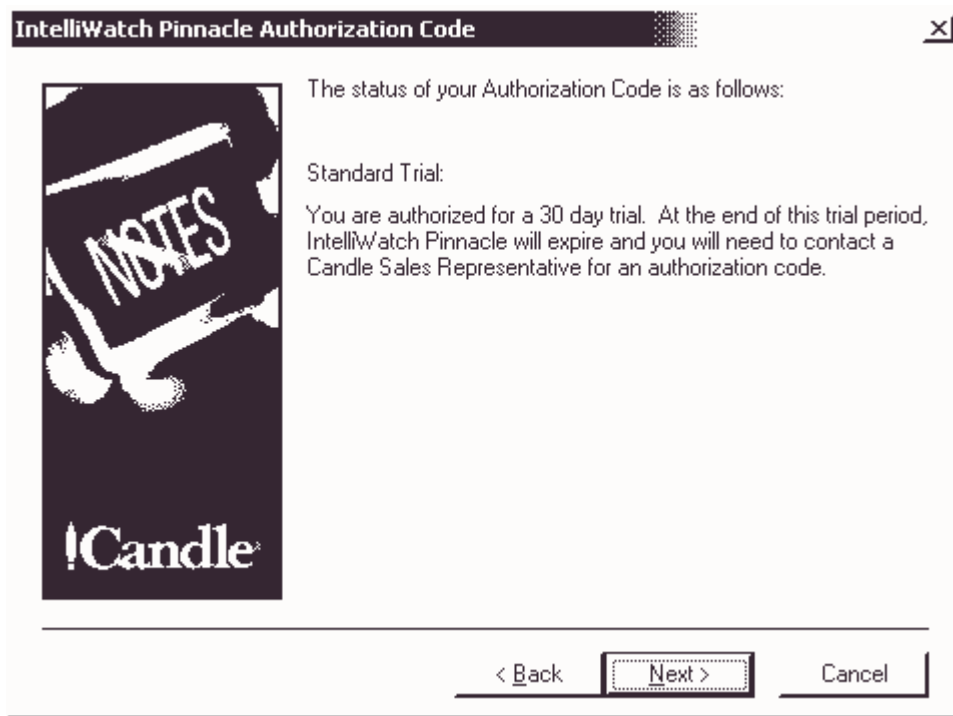 IntelliWatch Pinnacle Authorization Code
The status of your Authorization Code is as follows:
Standard Trial:
You are authorized for a 30 day trial. At the end of this trial period,
IntelliWatch Pinnacle will expire and you will need to contact a
Candle Sales Representative for an authorization code.
NOTES
Candle
< Back
Next >
Cancel